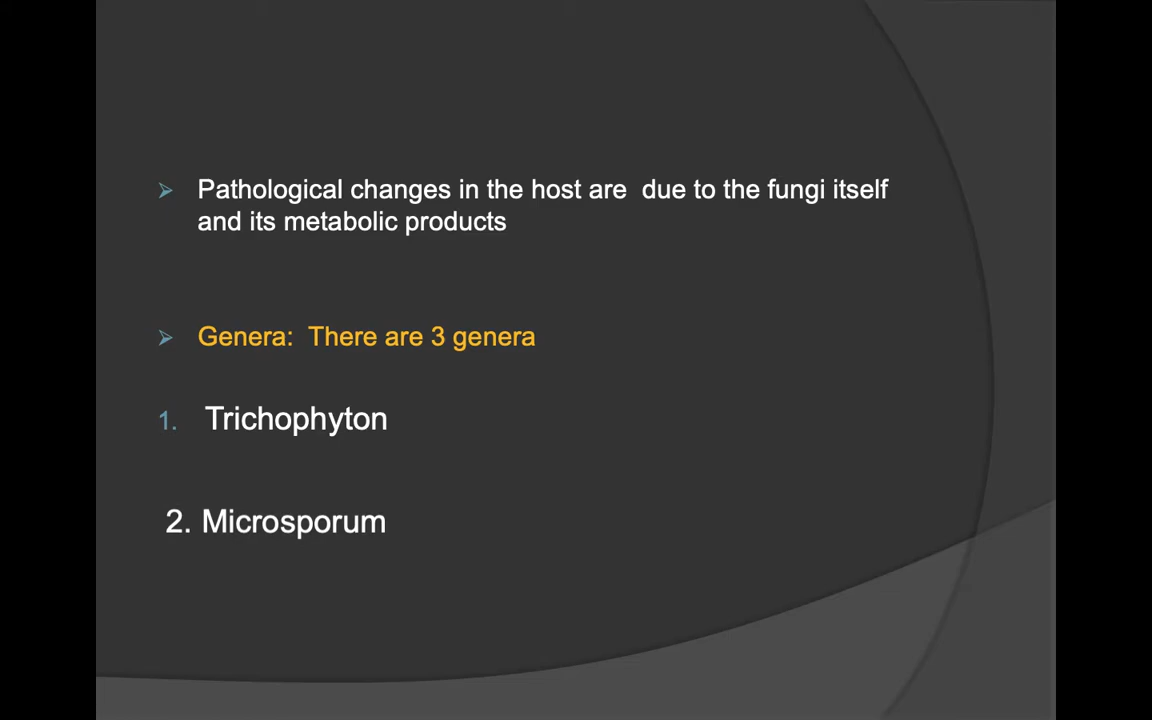 ➢ Pathological changes in the host are due to the fungi itself
and its metabolic products
➢ Genera: There are 3 genera
1. Trichophyton
2. Microsporum